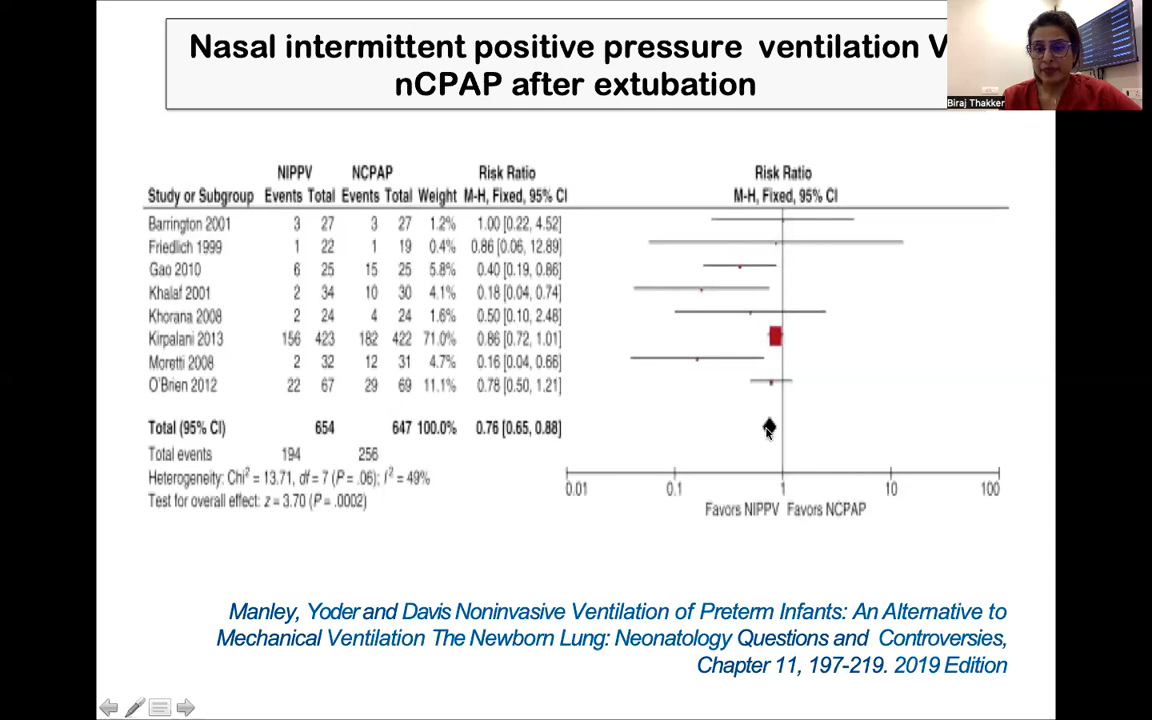 Nasal intermittent positive pressure ventilation V
nCPAP after extubation
Biraj Thakker
NIPPV NCPAP Risk Ratio Risk Ratio
Study or Subgroup Events Total Events Total Weight M-H, Fixed, 95% CI M-H, Fixed, 95% CI
Barrington 2001 3 27 3 27 1.2% 1.00 [0.22, 4.52]
Friedlich 1999 1 22 1 19 0.4% 0.86 [0.06, 12.89]
Gao 2010 6 25 15 25 5.8% 0.40 [0.19, 0.86]
Khalaf 2001 2 34 10 30 4.1% 0.18 [0.04, 0.74]
Khorana 2008 2 24 4 24 1.6% 0.50 [0.10, 2.48]
Kirpalani 2013 156 423 182 422 71.0% 0.86 [0.72, 1.01]
Moretti 2008 2 32 12 31 4.7% 0.16 [0.04, 0.66]
O'Brien 2012 22 67 29 69 11.1% 0.78 [0.50, 1.21]
Total (95% CI) 654 647 100.0% 0.76 [0.65, 0.88]
Total events 194 256
Heterogeneity: Chi² = 13.71, df = 7 (P = .06); I² = 49%
Test for overall effect: z = 3.70 (P = .0002)
0.01 0.1 1 10 100
Favors NIPPV Favors NCPAP
Manley, Yoder and Davis Noninvasive Ventilation of Preterm Infants: An Alternative to
Mechanical Ventilation The Newborn Lung: Neonatology Questions and Controversies,
Chapter 11, 197-219. 2019 Edition